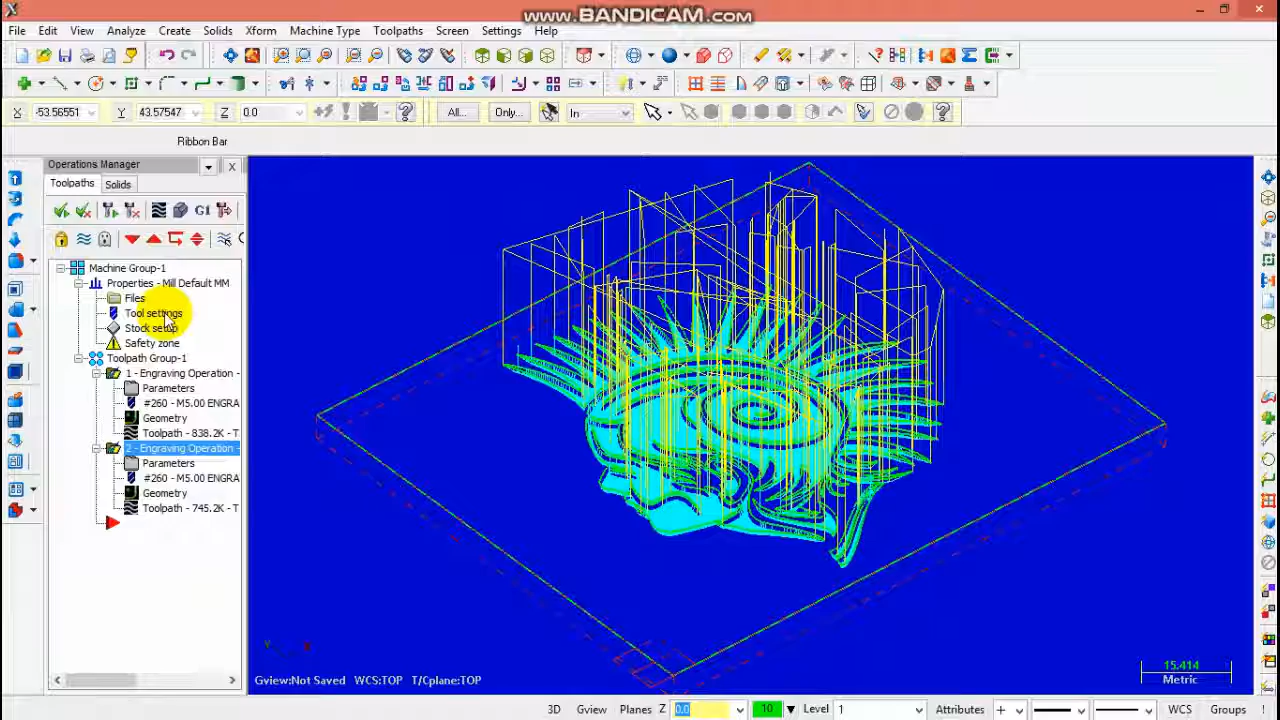 www.BANDICAM.com
File Edit View Analyze Create Solids Xform Machine Type Toolpaths Screen Settings Help
X -53.56551 Y 43.57547 Z 0.0 All... Only... In
Ribbon Bar
Operations Manager
Toolpaths Solids
G1
Machine Group-1
Properties - Mill Default MM
Files
Tool settings
Stock setup
Safety zone
Toolpath Group-1
1 - Engraving Operation -
Parameters
#260 - M5.00 ENGRA
Geometry
Toolpath - 838.2K - T
2 - Engraving Operation -
Parameters
#260 - M5.00 ENGRA
Geometry
Toolpath - 745.2K - T
Y X
15.414
Metric
Gview:Not Saved WCS:TOP T/Cplane:TOP
3D Gview Planes Z 0.0 10 Level 1 Attributes WCS Groups